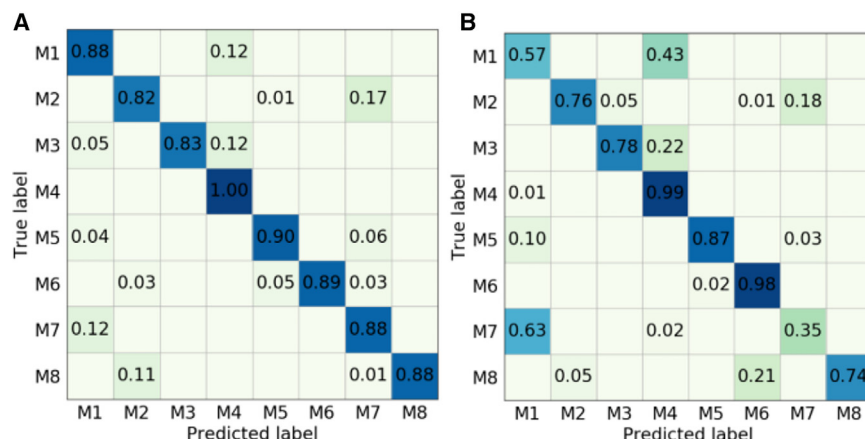 A
M1 0.88 0.12
M2 0.82 0.01 0.17
M3 0.05 0.83 0.12
M4 1.00
M5 0.04 0.90 0.06
M6 0.03 0.05 0.89 0.03
M7 0.12 0.88
M8 0.11 0.01 0.88
M1 M2 M3 M4 M5 M6 M7 M8
Predicted label
True label
B
M1 0.57 0.43
M2 0.76 0.05 0.01 0.18
M3 0.78 0.22
M4 0.01 0.99
M5 0.10 0.87 0.03
M6 0.02 0.98
M7 0.63 0.02 0.35
M8 0.05 0.21 0.74
M1 M2 M3 M4 M5 M6 M7 M8
Predicted label
True label